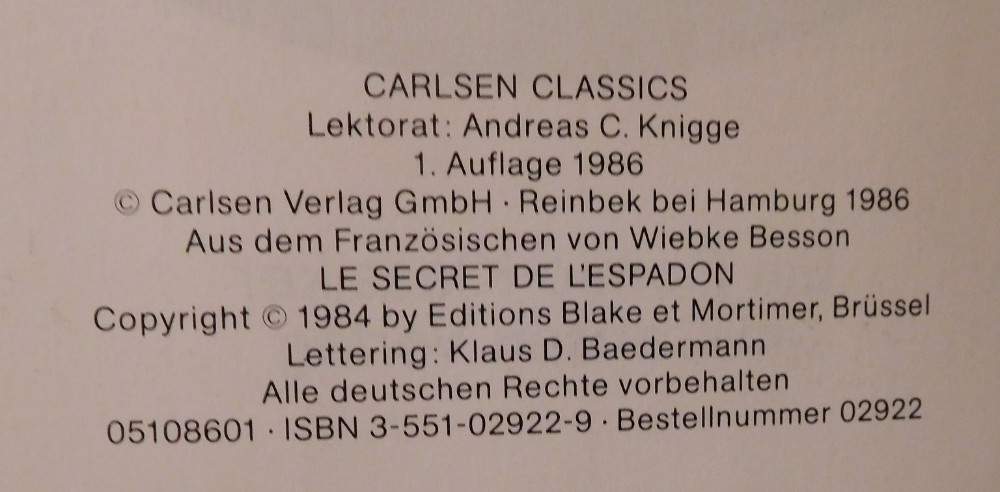 CARLSEN CLASSICS
Lektorat: Andreas C. Knigge
1. Auflage 1986
© Carlsen Verlag GmbH · Reinbek bei Hamburg 1986
Aus dem Französischen von Wiebke Besson
LE SECRET DE L'ESPADON
Copyright © 1984 by Editions Blake et Mortimer, Brüssel
Lettering: Klaus D. Baedermann
Alle deutschen Rechte vorbehalten
05108601 · ISBN 3-551-02922-9 · Bestellnummer 02922